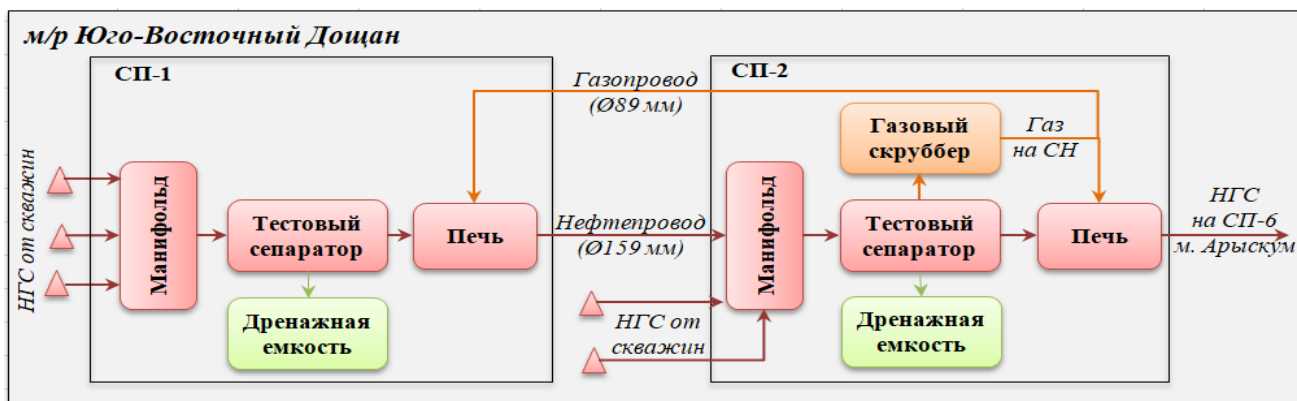 м/р Юго-Восточный Дощан
СП-1
НГС от скважин
Манифольд
Тестовый
сепаратор
Печь
Дренажная
емкость
Газопровод
(Ø89 мм)
Нефтепровод
(Ø159 мм)
НГС от
скважин
СП-2
Манифольд
Газовый
скруббер
Газ
на СН
Тестовый
сепаратор
Печь
Дренажная
емкость
НГС
на СП-6
м. Арыскум